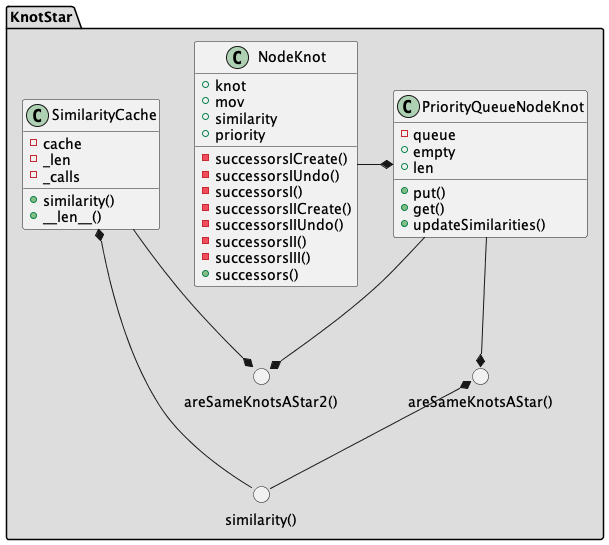 KnotStar
C SimilarityCache
cache
_len
_calls
similarity()
__len__()
C NodeKnot
knot
mov
similarity
priority
successorsICreate()
successorsIUndo()
successorsI()
successorsIICreate()
successorsIIUndo()
successorsII()
successorsIII()
successors()
C PriorityQueueNodeKnot
queue
empty
len
put()
get()
updateSimilarities()
areSameKnotsAStar2()
areSameKnotsAStar()
similarity()